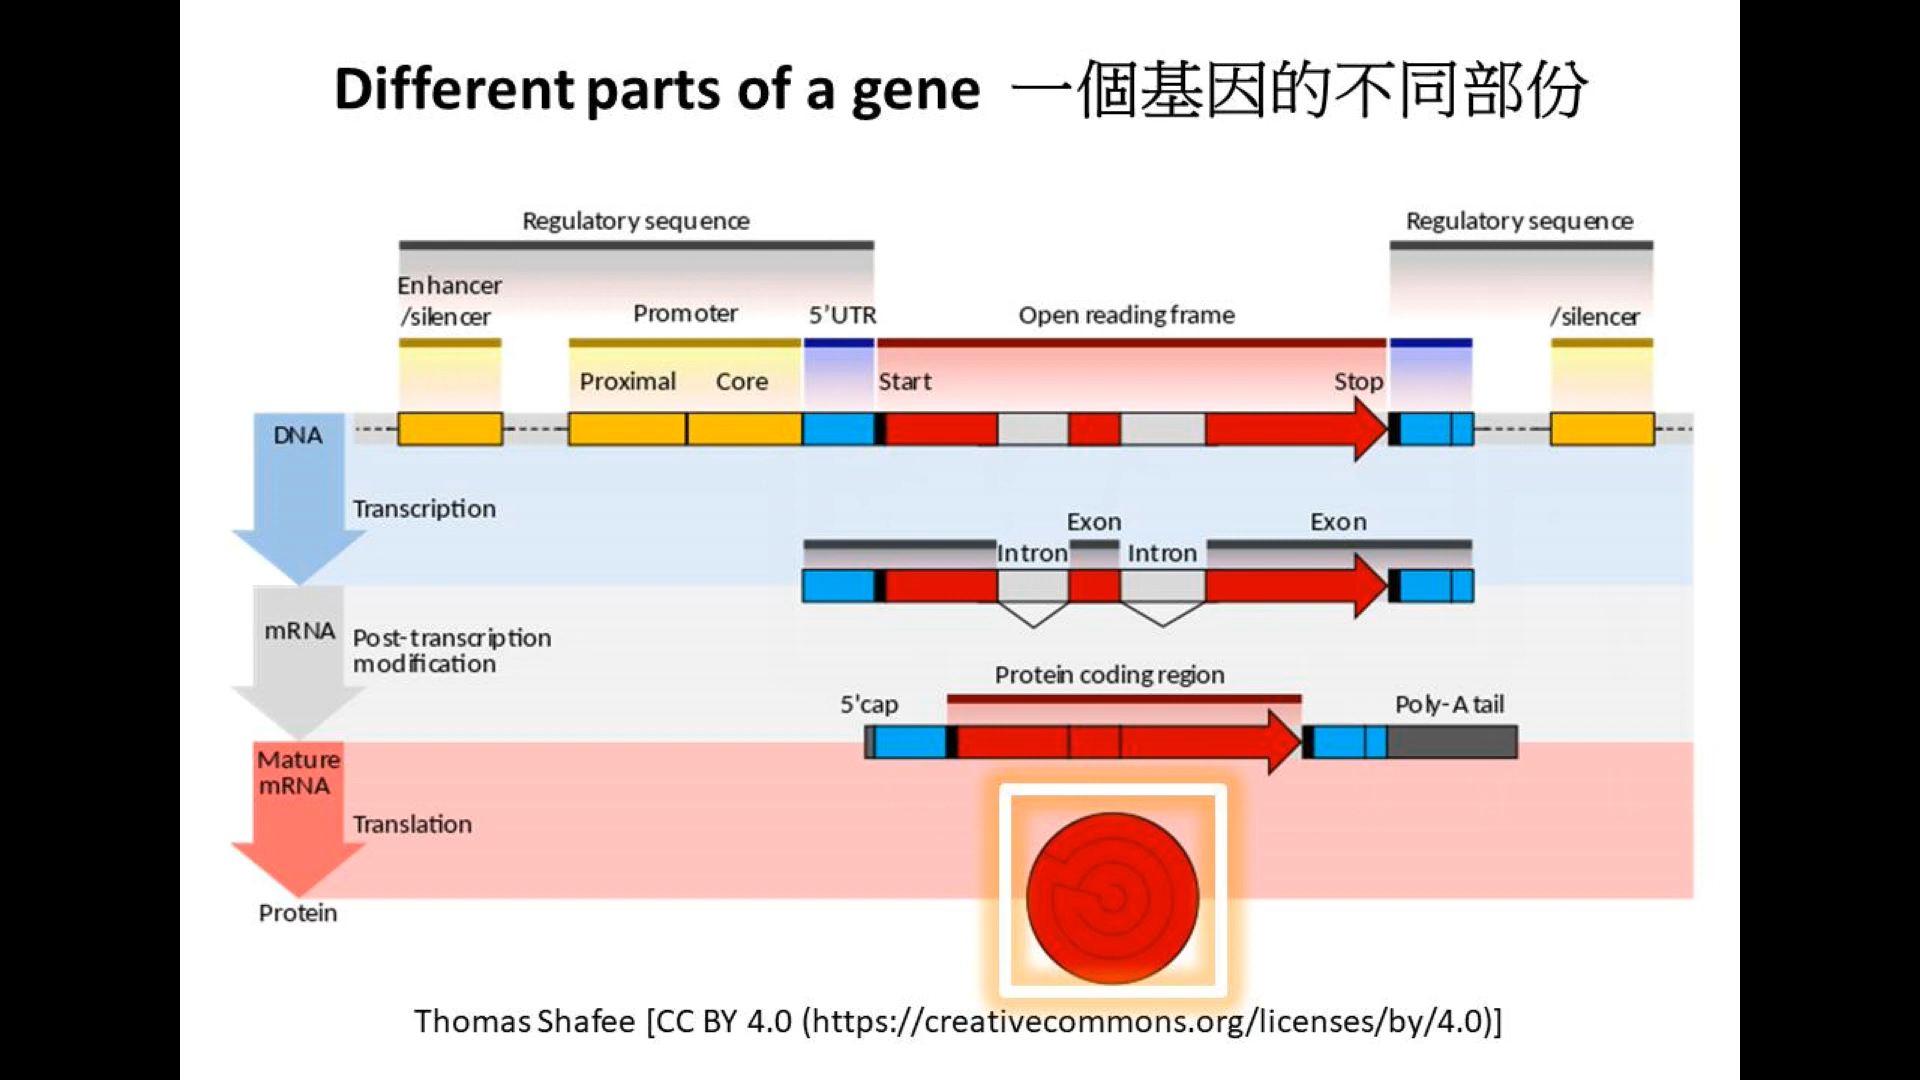 Different parts of a gene 一個基因的不同部份
Regulatory sequence
Regulatory sequence
Enhancer
/silencer
Promoter
5’UTR
Open reading frame
/silencer
Proximal
Core
Start
Stop
DNA
Transcription
Exon
Exon
Intron
Intron
mRNA
Post-transcription
modification
Protein coding region
5'cap
Poly-A tail
Mature
mRNA
Translation
Protein
Thomas Shafee [CC BY 4.0 (https://creativecommons.org/licenses/by/4.0)]